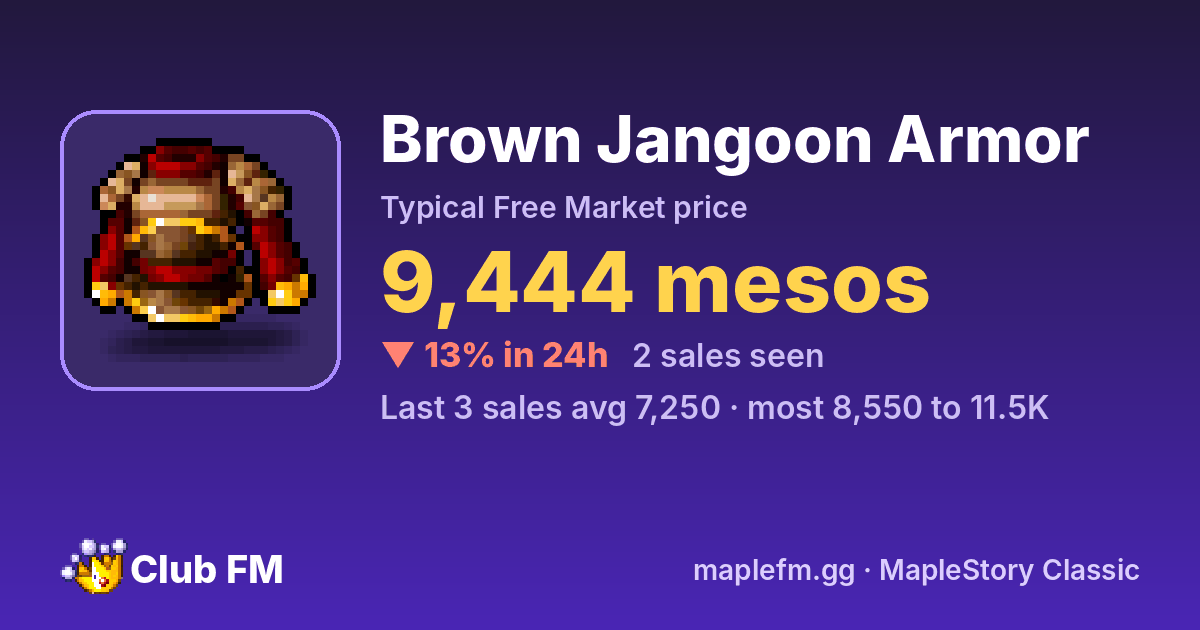 Brown Jangoon Armor
Typical Free Market price
9,444 mesos
▼ 13% in 24h 2 sales seen
Last 3 sales avg 7,250 · most 8,550 to 11.5K
Club FM
maplefm.gg · MapleStory Classic